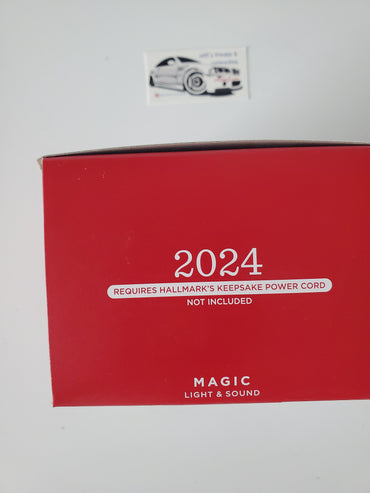 2024
REQUIRES HALLMARK'S KEEPSAKE POWER CORD
NOT INCLUDED
MAGIC
LIGHT & SOUND